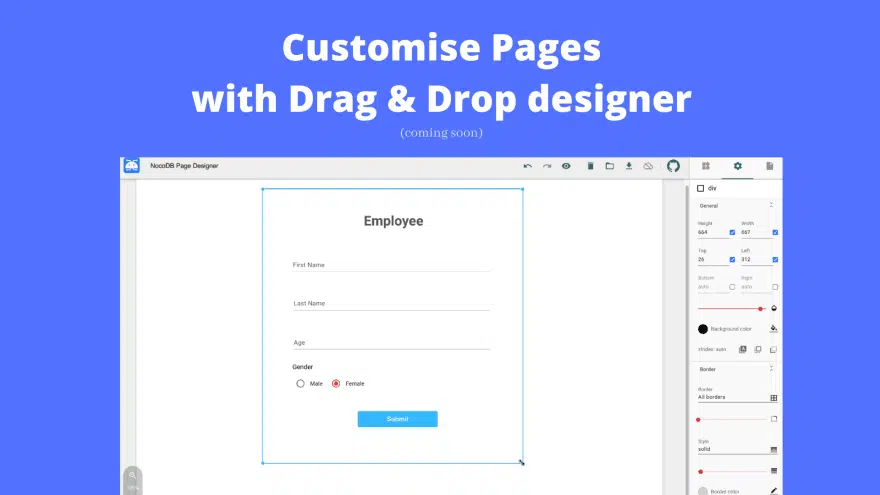 Customise Pages
with Drag & Drop designer
(coming soon)
NocoDB Page Designer
div
General
Height Width
664 667
Top Left
26 312
Bottom Right
auto auto
Background color
zIndex: auto
Border
Border
All borders
Style
solid
Border color
Employee
First Name
Last Name
Age
Gender
Male Female
Submit